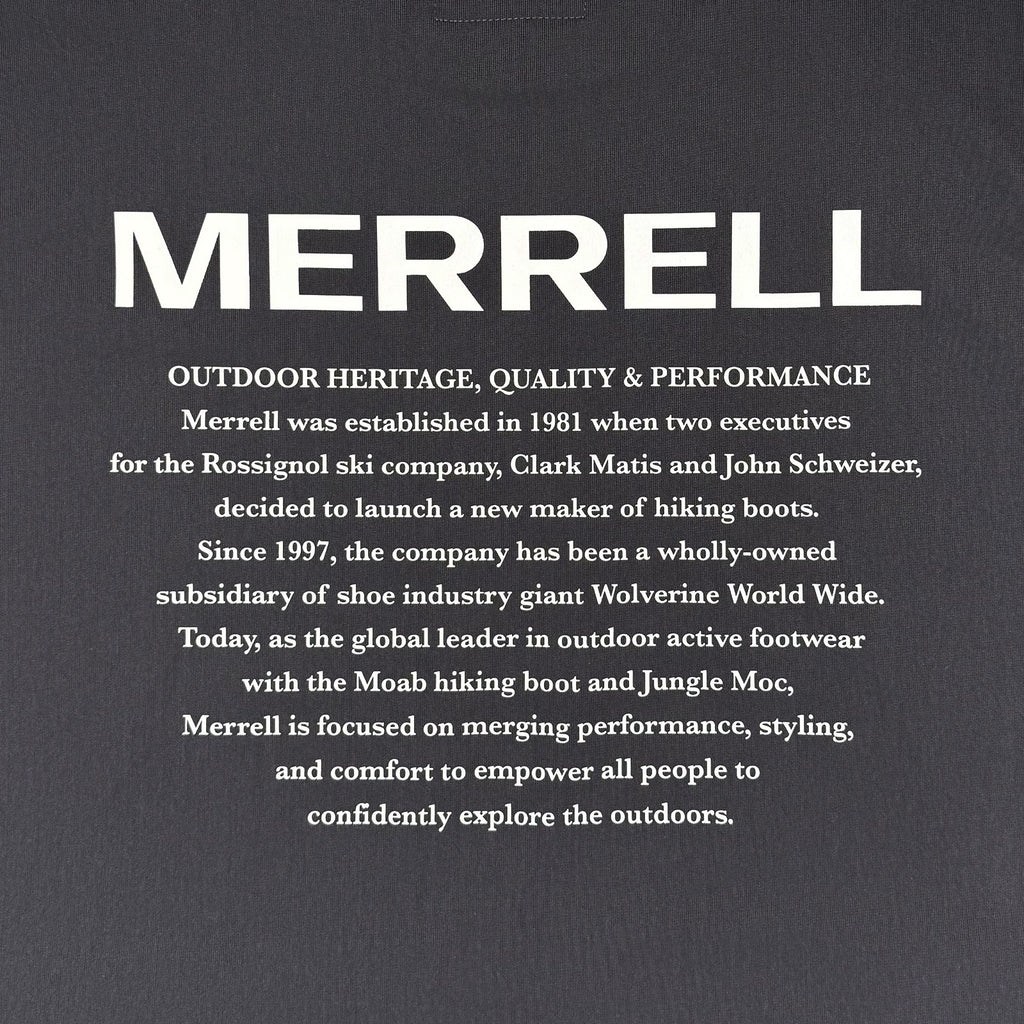 MERRELL
OUTDOOR HERITAGE, QUALITY & PERFORMANCE
Merrell was established in 1981 when two executives
for the Rossignol ski company, Clark Matis and John Schweizer,
decided to launch a new maker of hiking boots.
Since 1997, the company has been a wholly-owned
subsidiary of shoe industry giant Wolverine World Wide.
Today, as the global leader in outdoor active footwear
with the Moab hiking boot and Jungle Moc,
Merrell is focused on merging performance, styling,
and comfort to empower all people to
confidently explore the outdoors.